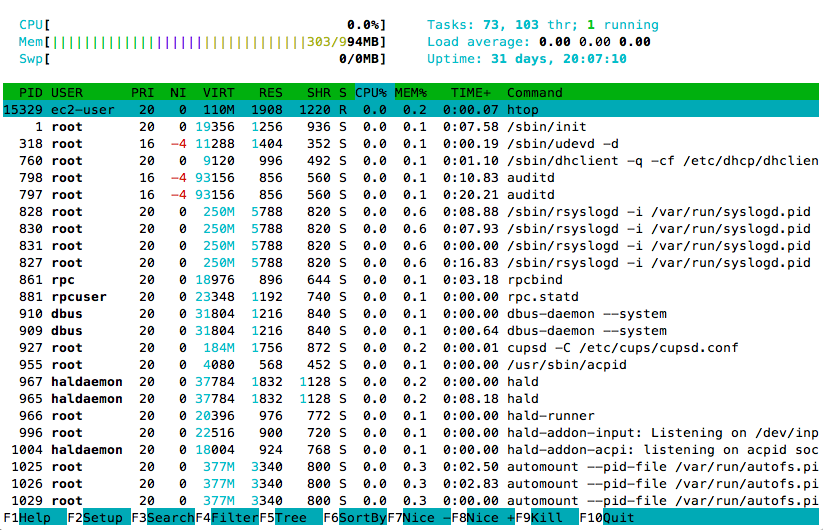 CPU[ 0.0%] Tasks: 73, 103 thr; 1 running
Mem[||||||||||||||||||||||||||||||||303/994MB] Load average: 0.00 0.00 0.00
Swp[ 0/0MB] Uptime: 31 days, 20:07:10
PID USER PRI NI VIRT RES SHR S CPU% MEM% TIME+ Command
15329 ec2-user 20 0 110M 1908 1220 R 0.0 0.2 0:00.07 htop
1 root 20 0 19356 1256 936 S 0.0 0.1 0:07.58 /sbin/init
318 root 16 -4 11288 1404 352 S 0.0 0.1 0:00.19 /sbin/udevd -d
760 root 20 0 9120 996 492 S 0.0 0.1 0:01.10 /sbin/dhclient -q -cf /etc/dhcp/dhclien
798 root 16 -4 93156 856 560 S 0.0 0.1 0:10.83 auditd
797 root 16 -4 93156 856 560 S 0.0 0.1 0:20.21 auditd
828 root 20 0 250M 5788 820 S 0.0 0.6 0:08.88 /sbin/rsyslogd -i /var/run/syslogd.pid
830 root 20 0 250M 5788 820 S 0.0 0.6 0:07.93 /sbin/rsyslogd -i /var/run/syslogd.pid
831 root 20 0 250M 5788 820 S 0.0 0.6 0:00.00 /sbin/rsyslogd -i /var/run/syslogd.pid
827 root 20 0 250M 5788 820 S 0.0 0.6 0:16.83 /sbin/rsyslogd -i /var/run/syslogd.pid
861 rpc 20 0 18976 896 644 S 0.0 0.1 0:03.18 rpcbind
881 rpcuser 20 0 23348 1192 740 S 0.0 0.1 0:00.00 rpc.statd
910 dbus 20 0 31804 1216 840 S 0.0 0.1 0:00.00 dbus-daemon --system
909 dbus 20 0 31804 1216 840 S 0.0 0.1 0:00.64 dbus-daemon --system
927 root 20 0 184M 1756 872 S 0.0 0.2 0:00.01 cupsd -C /etc/cups/cupsd.conf
955 root 20 0 4080 568 452 S 0.0 0.1 0:00.00 /usr/sbin/acpid
967 haldaemon 20 0 37784 1832 1128 S 0.0 0.2 0:00.00 hald
965 haldaemon 20 0 37784 1832 1128 S 0.0 0.2 0:08.18 hald
966 root 20 0 20396 976 772 S 0.0 0.1 0:00.00 hald-runner
996 root 20 0 22516 900 720 S 0.0 0.1 0:00.00 hald-addon-input: Listening on /dev/inp
1004 haldaemon 20 0 18004 924 768 S 0.0 0.1 0:00.00 hald-addon-acpi: listening on acpid soc
1025 root 20 0 377M 3340 800 S 0.0 0.3 0:02.50 automount --pid-file /var/run/autofs.pi
1026 root 20 0 377M 3340 800 S 0.0 0.3 0:02.83 automount --pid-file /var/run/autofs.pi
1029 root 20 0 377M 3340 800 S 0.0 0.3 0:00.00 automount --pid-file /var/run/autofs.pi
F1Help F2Setup F3SearchF4FilterF5Tree F6SortByF7Nice -F8Nice +F9Kill F10Quit